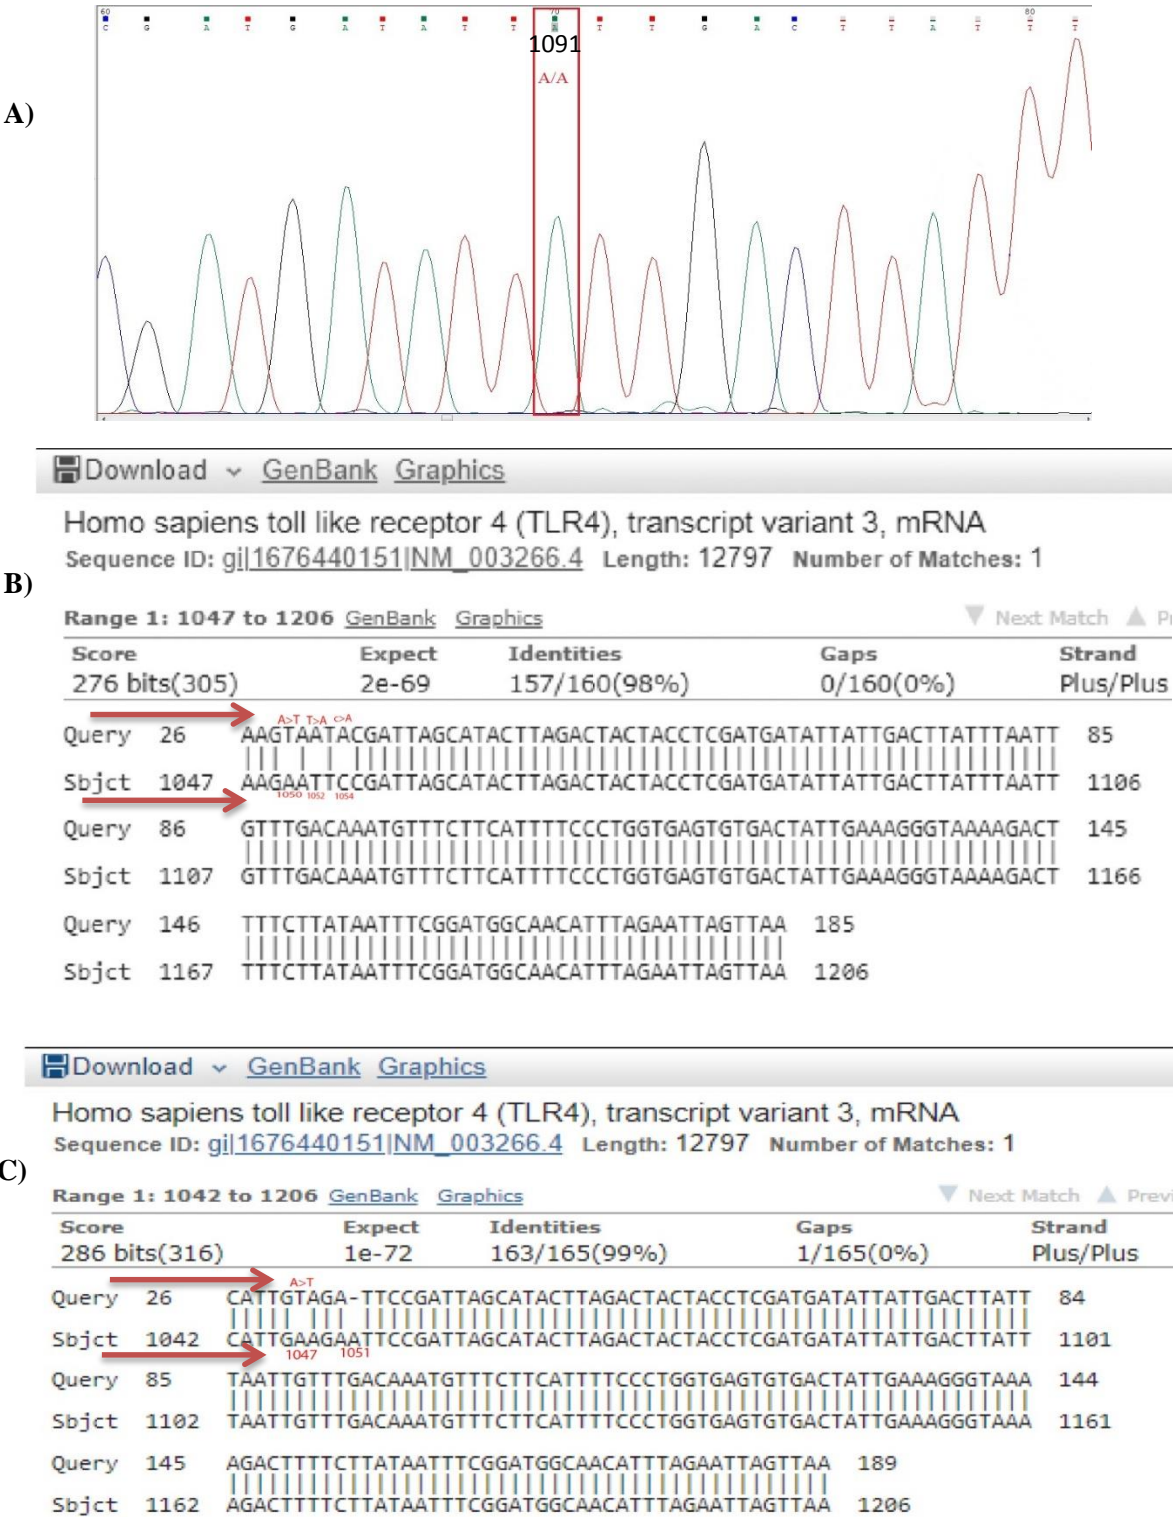 60 70 80
C G A T G A T A T T A T T G A C T T A T T T
1091
A/A
A)
Download GenBank Graphics
Homo sapiens toll like receptor 4 (TLR4), transcript variant 3, mRNA
Sequence ID: gi|1676440151|NM_003266.4 Length: 12797 Number of Matches: 1
B)
Range 1: 1047 to 1206 GenBank Graphics ▼ Next Match ▲ Pr
Score Expect Identities Gaps Strand
276 bits(305) 2e-69 157/160(98%) 0/160(0%) Plus/Plus
A>T T>A c>A
Query 26 AAGTAATACGATTAGCATACTTAGACTACTACCTCGATGATATTATTGACTTATTTAATT 85
Sbjct 1047 AAGAATTCCGATTAGCATACTTAGACTACTACCTCGATGATATTATTGACTTATTTAATT 1106
1050 1052 1054
Query 86 GTTTGACAAATGTTTCTTCATTTTCCCTGGTGAGTGTGACTATTGAAAGGGTAAAAGACT 145
Sbjct 1107 GTTTGACAAATGTTTCTTCATTTTCCCTGGTGAGTGTGACTATTGAAAGGGTAAAAGACT 1166
Query 146 TTTCTTATAATTTCGGATGGCAACATTTAGAATTAGTTAA 185
Sbjct 1167 TTTCTTATAATTTCGGATGGCAACATTTAGAATTAGTTAA 1206
Download GenBank Graphics
Homo sapiens toll like receptor 4 (TLR4), transcript variant 3, mRNA
Sequence ID: gi|1676440151|NM_003266.4 Length: 12797 Number of Matches: 1
C)
Range 1: 1042 to 1206 GenBank Graphics ▼ Next Match ▲ Previ
Score Expect Identities Gaps Strand
286 bits(316) 1e-72 163/165(99%) 1/165(0%) Plus/Plus
A>T
Query 26 CATTGTAGA-TTCCGATTAGCATACTTAGACTACTACCTCGATGATATTATTGACTTATT 84
Sbjct 1042 CATTGAAGAATTCCGATTAGCATACTTAGACTACTACCTCGATGATATTATTGACTTATT 1101
1047 1051
Query 85 TAATTGTTTGACAAATGTTTCTTCATTTTCCCTGGTGAGTGTGACTATTGAAAGGGTAAA 144
Sbjct 1102 TAATTGTTTGACAAATGTTTCTTCATTTTCCCTGGTGAGTGTGACTATTGAAAGGGTAAA 1161
Query 145 AGACTTTTCTTATAATTTCGGATGGCAACATTTAGAATTAGTTAA 189
Sbjct 1162 AGACTTTTCTTATAATTTCGGATGGCAACATTTAGAATTAGTTAA 1206